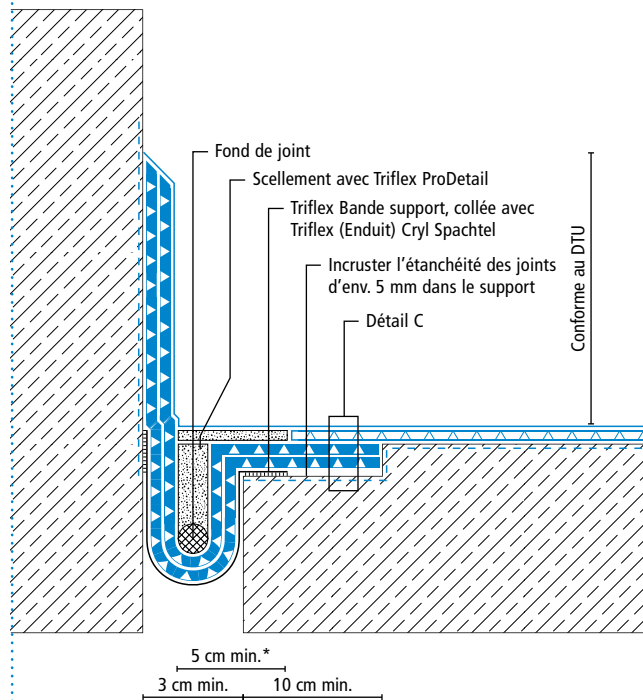 Fond de joint
Scellement avec Triflex ProDetail
Triflex Bande support, collée avec
Triflex (Enduit) Cryl Spachtel
Incruster l'étanchéité des joints
d'env. 5 mm dans le support
Détail C
Conforme au DTU
5 cm min.*
3 cm min.
10 cm min.